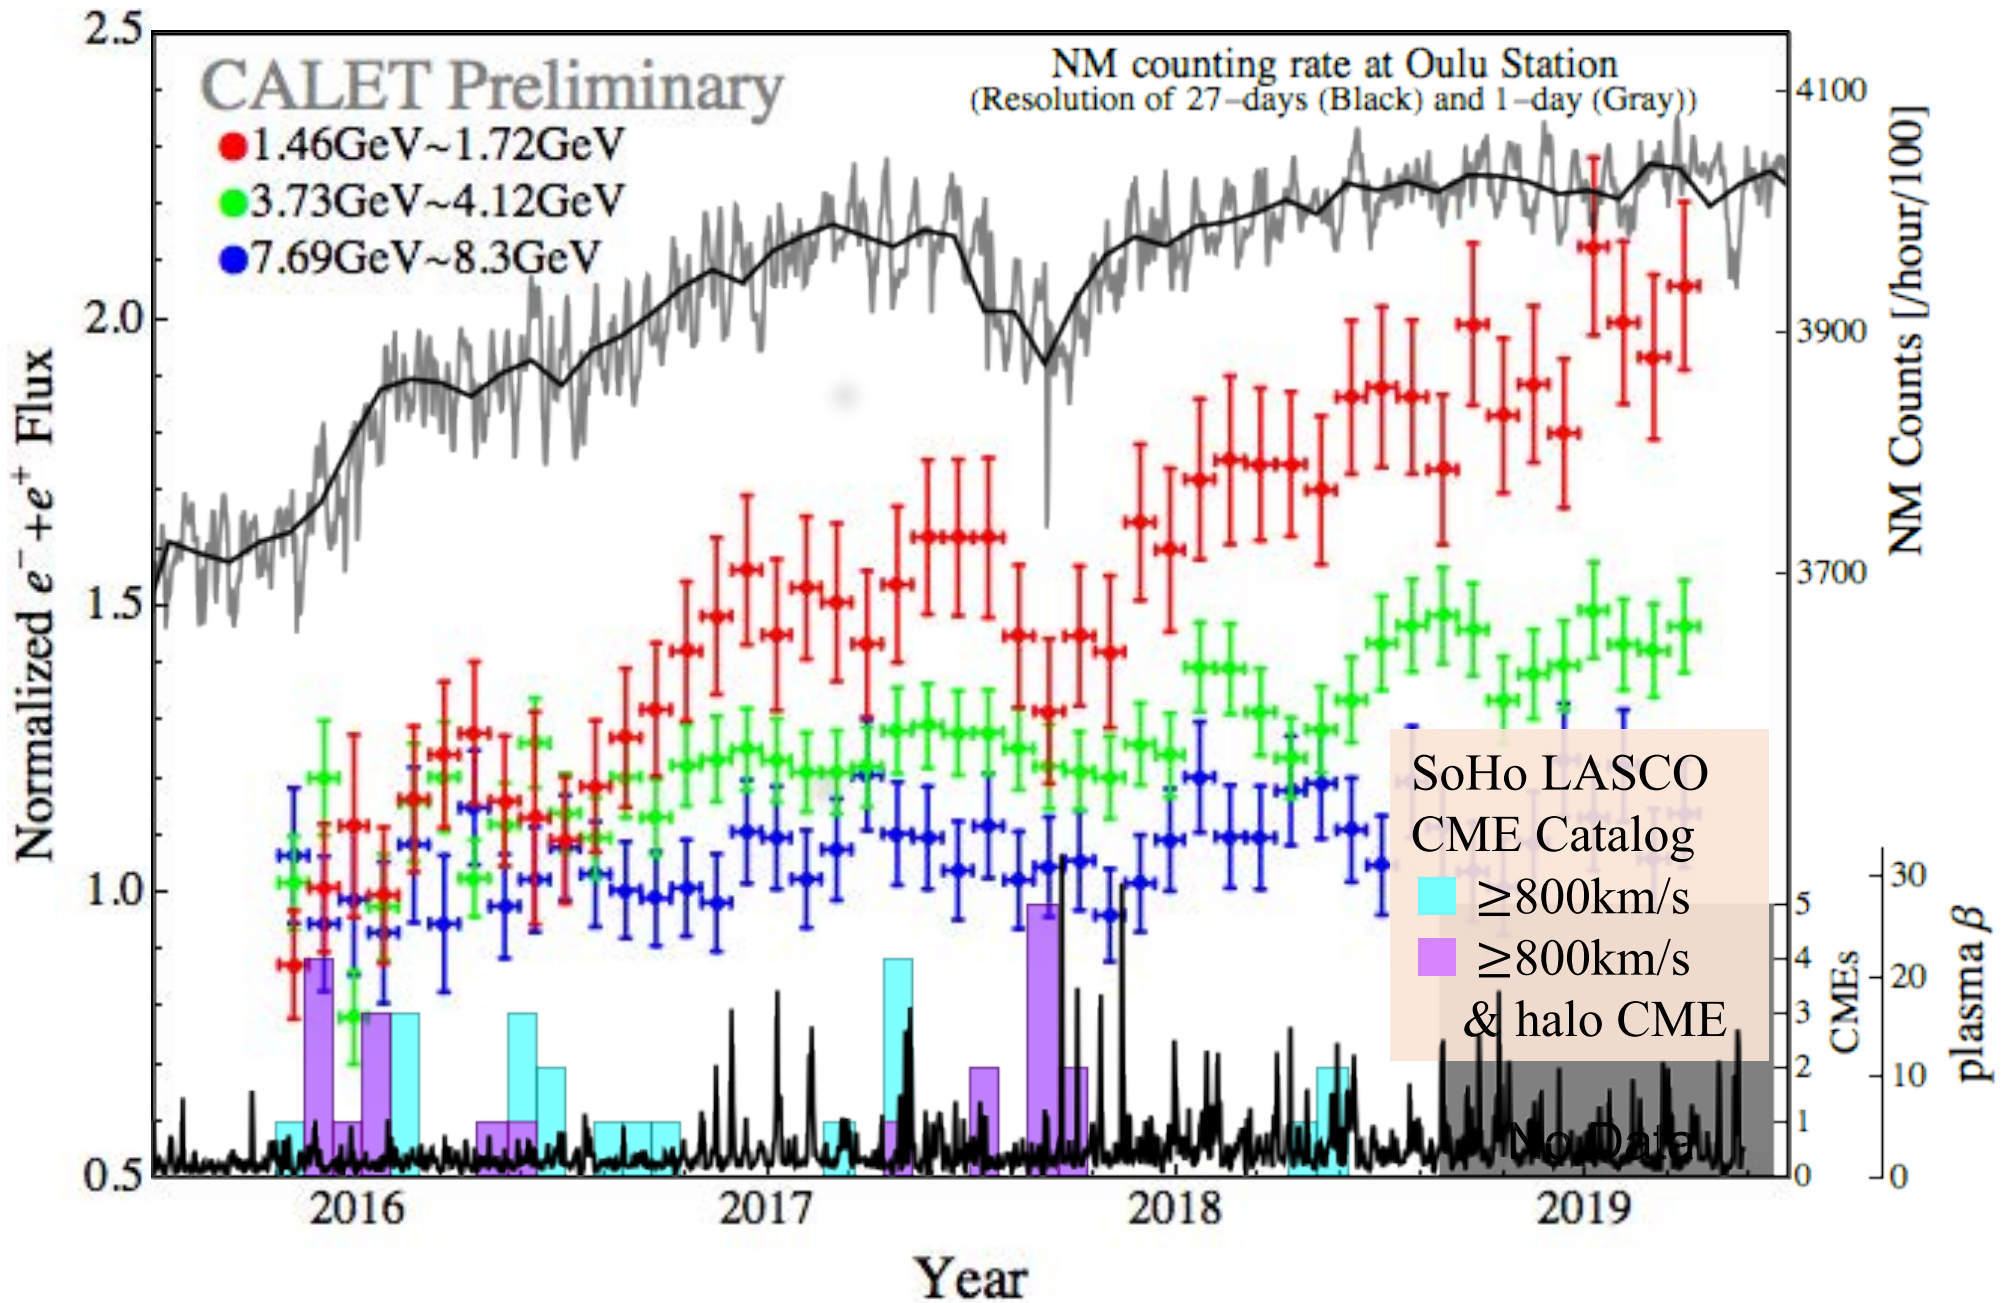 CALET Preliminary
1.46GeV~1.72GeV
3.73GeV~4.12GeV
7.69GeV~8.3GeV
NM counting rate at Oulu Station
(Resolution of 27–days (Black) and 1–day (Gray))
Normalized e⁻+e⁺ Flux
2.5
2.0
1.5
1.0
0.5
4100
3900
3700
NM Counts [/hour/100]
SoHo LASCO
CME Catalog
≥800km/s
≥800km/s
& halo CME
No Data
5
4
3
2
1
0
CMEs
30
20
10
0
plasma β
2016
2017
2018
2019
Year